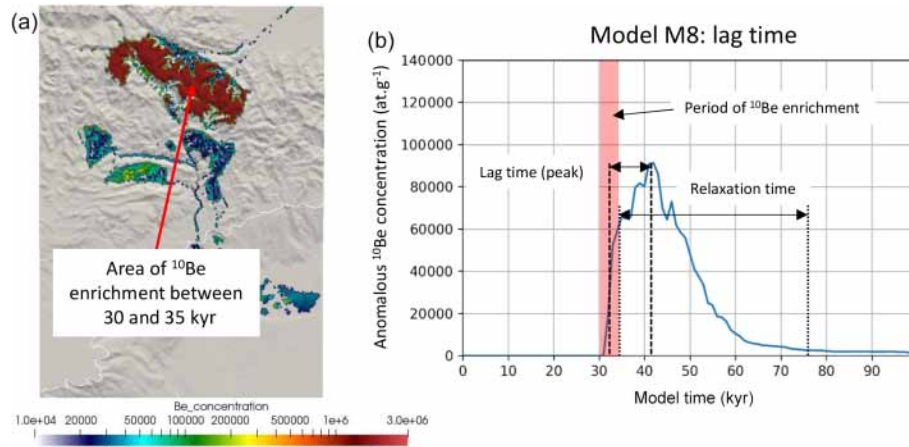 (a)
Area of ¹⁰Be
enrichment between
30 and 35 kyr
Be_concentration
1.0e+04 20000 50000 100000 200000 500000 1e+6 3.0e+06
(b)
Model M8: lag time
Anomalous ¹⁰Be concentration (at.g⁻¹)
140000
120000
100000
80000
60000
40000
20000
0
Period of ¹⁰Be enrichment
Lag time (peak)
Relaxation time
0 10 20 30 40 50 60 70 80 90
Model time (kyr)